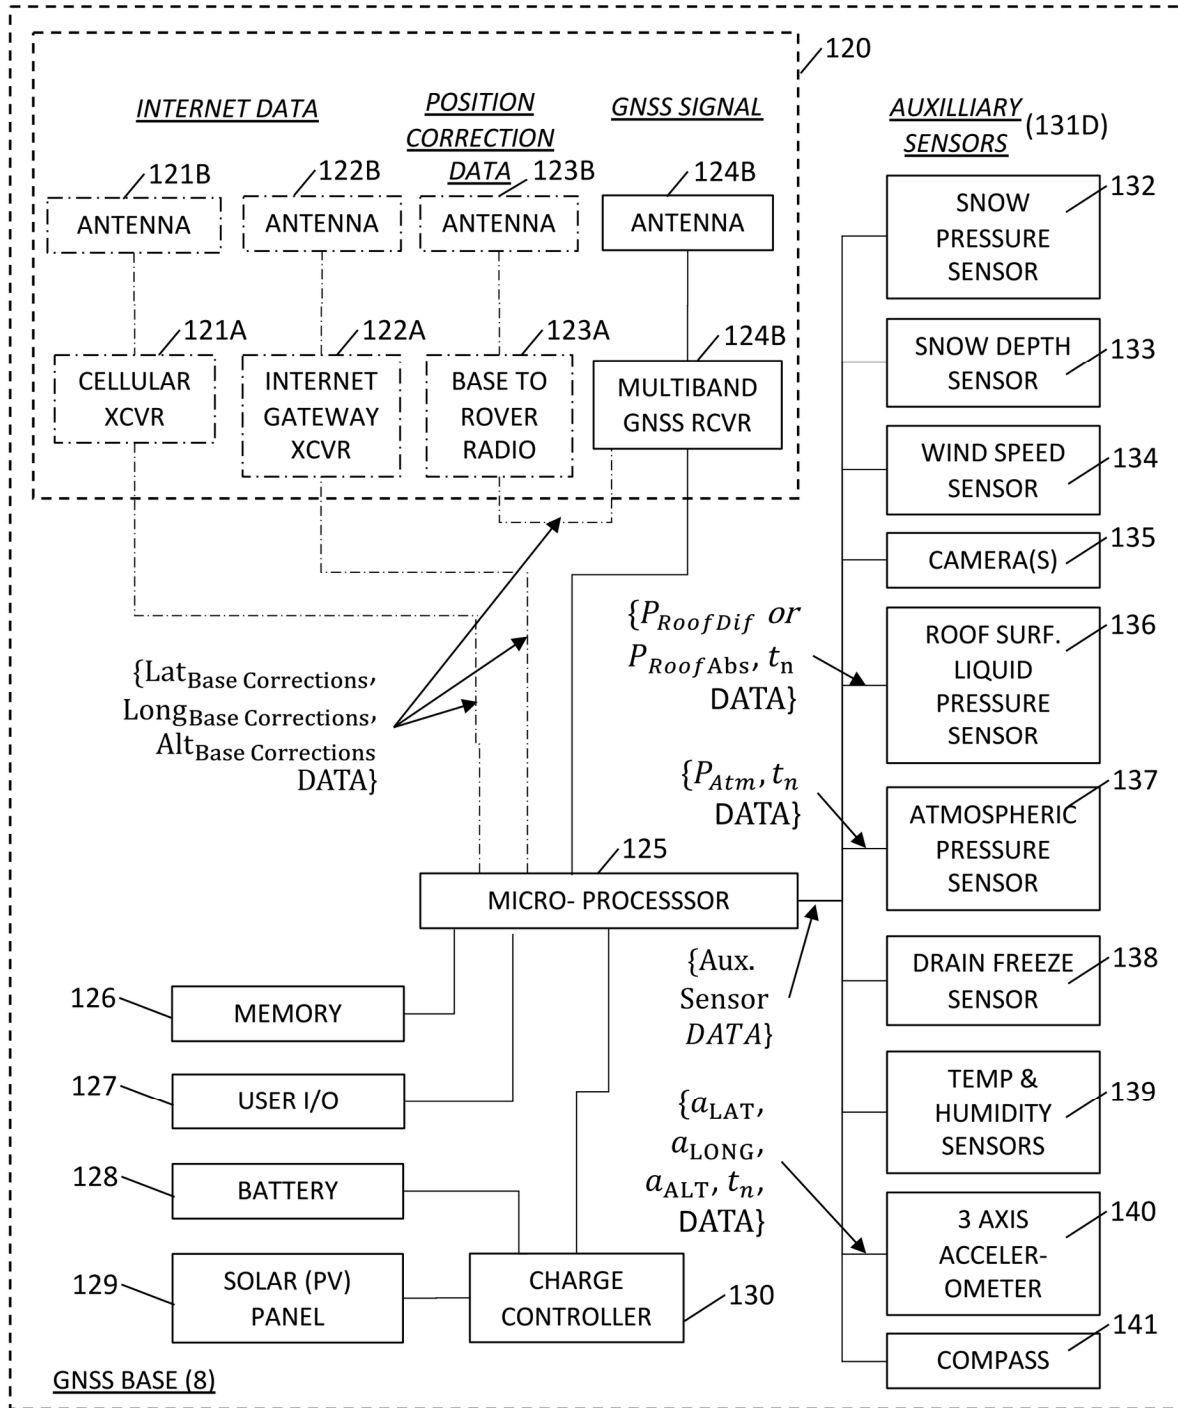 120
INTERNET DATA
POSITION
CORRECTION
DATA
GNSS SIGNAL
AUXILLIARY
SENSORS
(131D)
121B
122B
123B
124B
ANTENNA
ANTENNA
ANTENNA
ANTENNA
121A
122A
123A
124B
CELLULAR
XCVR
INTERNET
GATEWAY
XCVR
BASE TO
ROVER
RADIO
MULTIBAND
GNSS RCVR
132
SNOW
PRESSURE
SENSOR
133
SNOW DEPTH
SENSOR
134
WIND SPEED
SENSOR
135
CAMERA(S)
136
ROOF SURF.
LIQUID
PRESSURE
SENSOR
137
ATMOSPHERIC
PRESSURE
SENSOR
138
DRAIN FREEZE
SENSOR
139
TEMP &
HUMIDITY
SENSORS
140
3 AXIS
ACCELER-
OMETER
141
COMPASS
{P_RoofDif or
P_RoofAbs, t_n
DATA}
{P_Atm, t_n
DATA}
{Lat_Base Corrections,
Long_Base Corrections,
Alt_Base Corrections
DATA}
125
MICRO- PROCESSSOR
{Aux.
Sensor
DATA}
{a_LAT,
a_LONG,
a_ALT, t_n,
DATA}
126
MEMORY
127
USER I/O
128
BATTERY
129
SOLAR (PV)
PANEL
CHARGE
CONTROLLER
130
GNSS BASE (8)